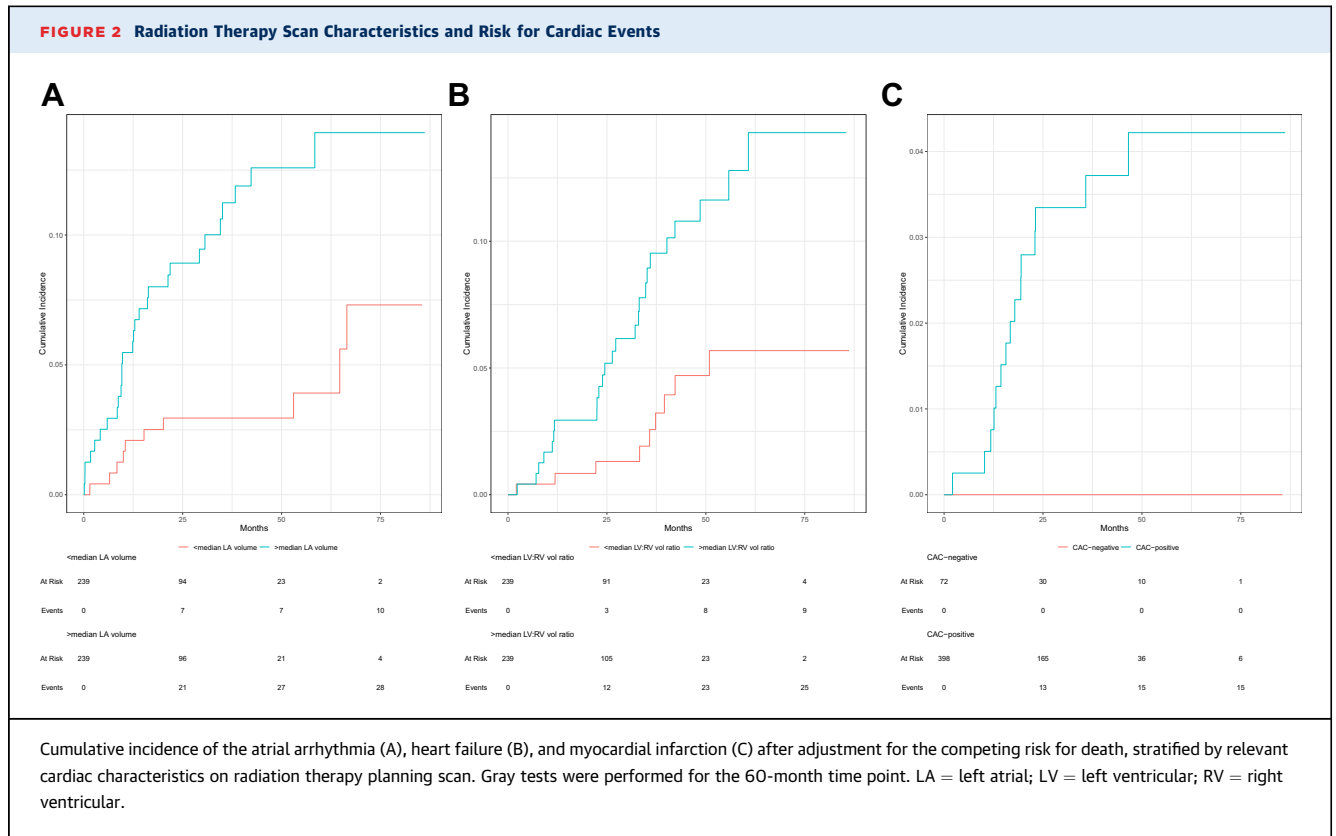 FIGURE 2 Radiation Therapy Scan Characteristics and Risk for Cardiac Events
A
Cumulative Incidence
0.10
0.05
0.00
0 25 50 75
Months
<median LA volume >median LA volume
<median LA volume
At Risk 239 94 23 2
Events 0 7 7 10
>median LA volume
At Risk 239 96 21 4
Events 0 21 27 28
B
Cumulative Incidence
0.10
0.05
0.00
0 25 50 75
Months
<median LV:RV vol ratio >median LV:RV vol ratio
<median LV:RV vol ratio
At Risk 239 91 23 4
Events 0 3 8 9
>median LV:RV vol ratio
At Risk 239 105 23 2
Events 0 12 23 25
C
Cumulative Incidence
0.04
0.03
0.02
0.01
0.00
0 25 50 75
Months
CAC-negative CAC-positive
CAC-negative
At Risk 72 30 10 1
Events 0 0 0 0
CAC-positive
At Risk 398 165 36 6
Events 0 13 15 15
Cumulative incidence of the atrial arrhythmia (A), heart failure (B), and myocardial infarction (C) after adjustment for the competing risk for death, stratified by relevant
cardiac characteristics on radiation therapy planning scan. Gray tests were performed for the 60-month time point. LA = left atrial; LV = left ventricular; RV = right
ventricular.